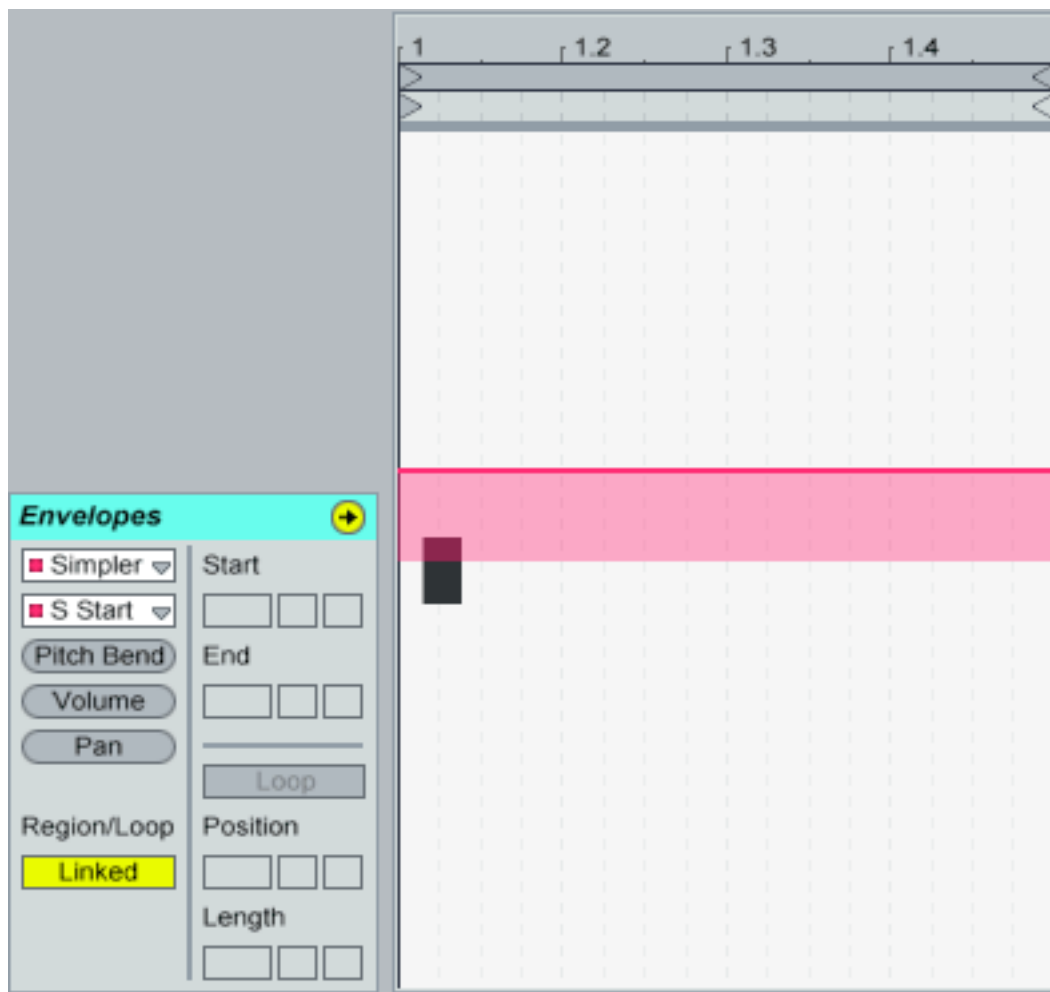 1 1.2 1.3 1.4
Envelopes
Simpler Start
S Start
Pitch Bend End
Volume
Pan
Loop
Region/Loop Position
Linked
Length